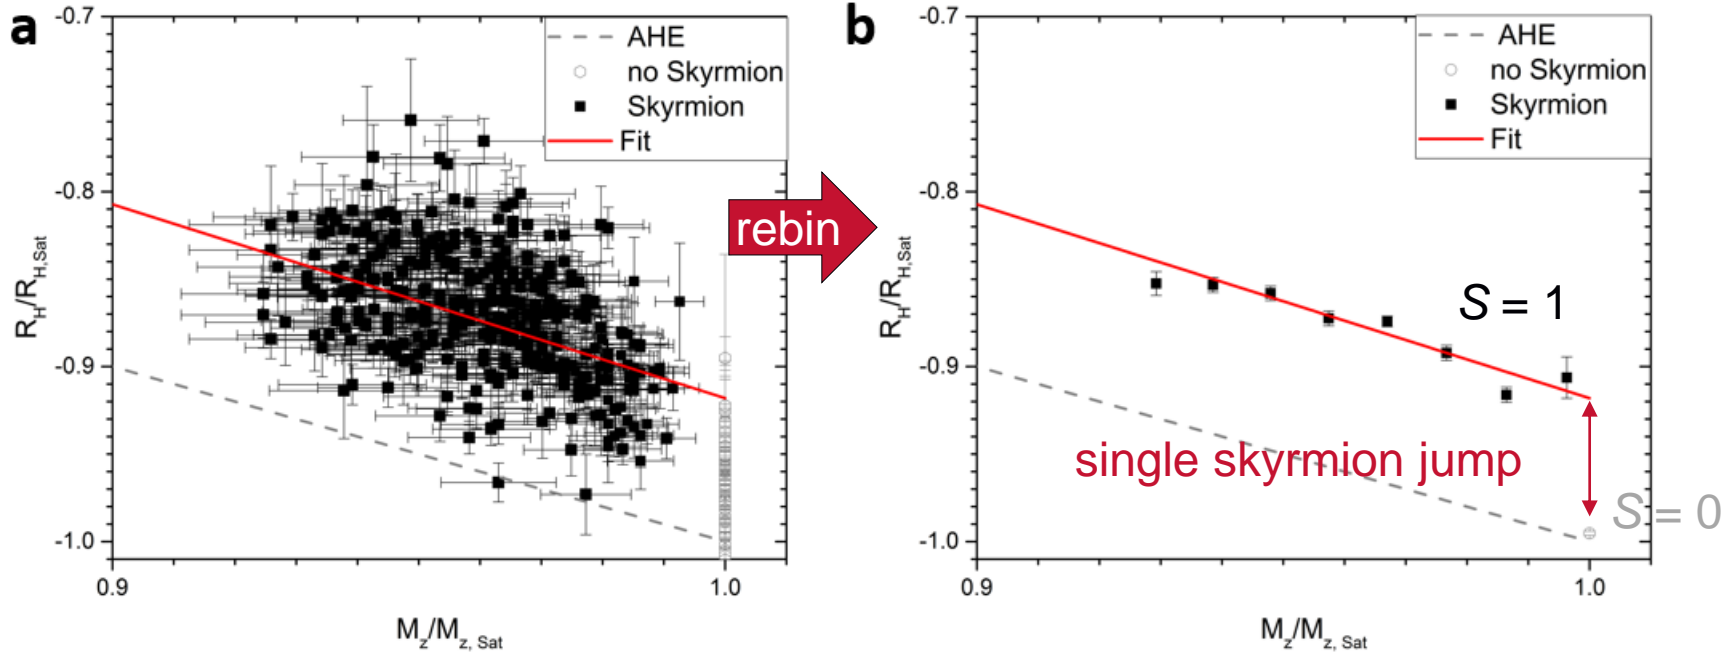 a
-0.7
-0.8
-0.9
-1.0
0.9
1.0
R_H/R_H,Sat
M_z/M_z, Sat
AHE
no Skyrmion
Skyrmion
Fit
rebin
b
-0.7
-0.8
-0.9
-1.0
0.9
1.0
R_H/R_H,Sat
M_z/M_z, Sat
AHE
no Skyrmion
Skyrmion
Fit
S = 1
single skyrmion jump
S = 0